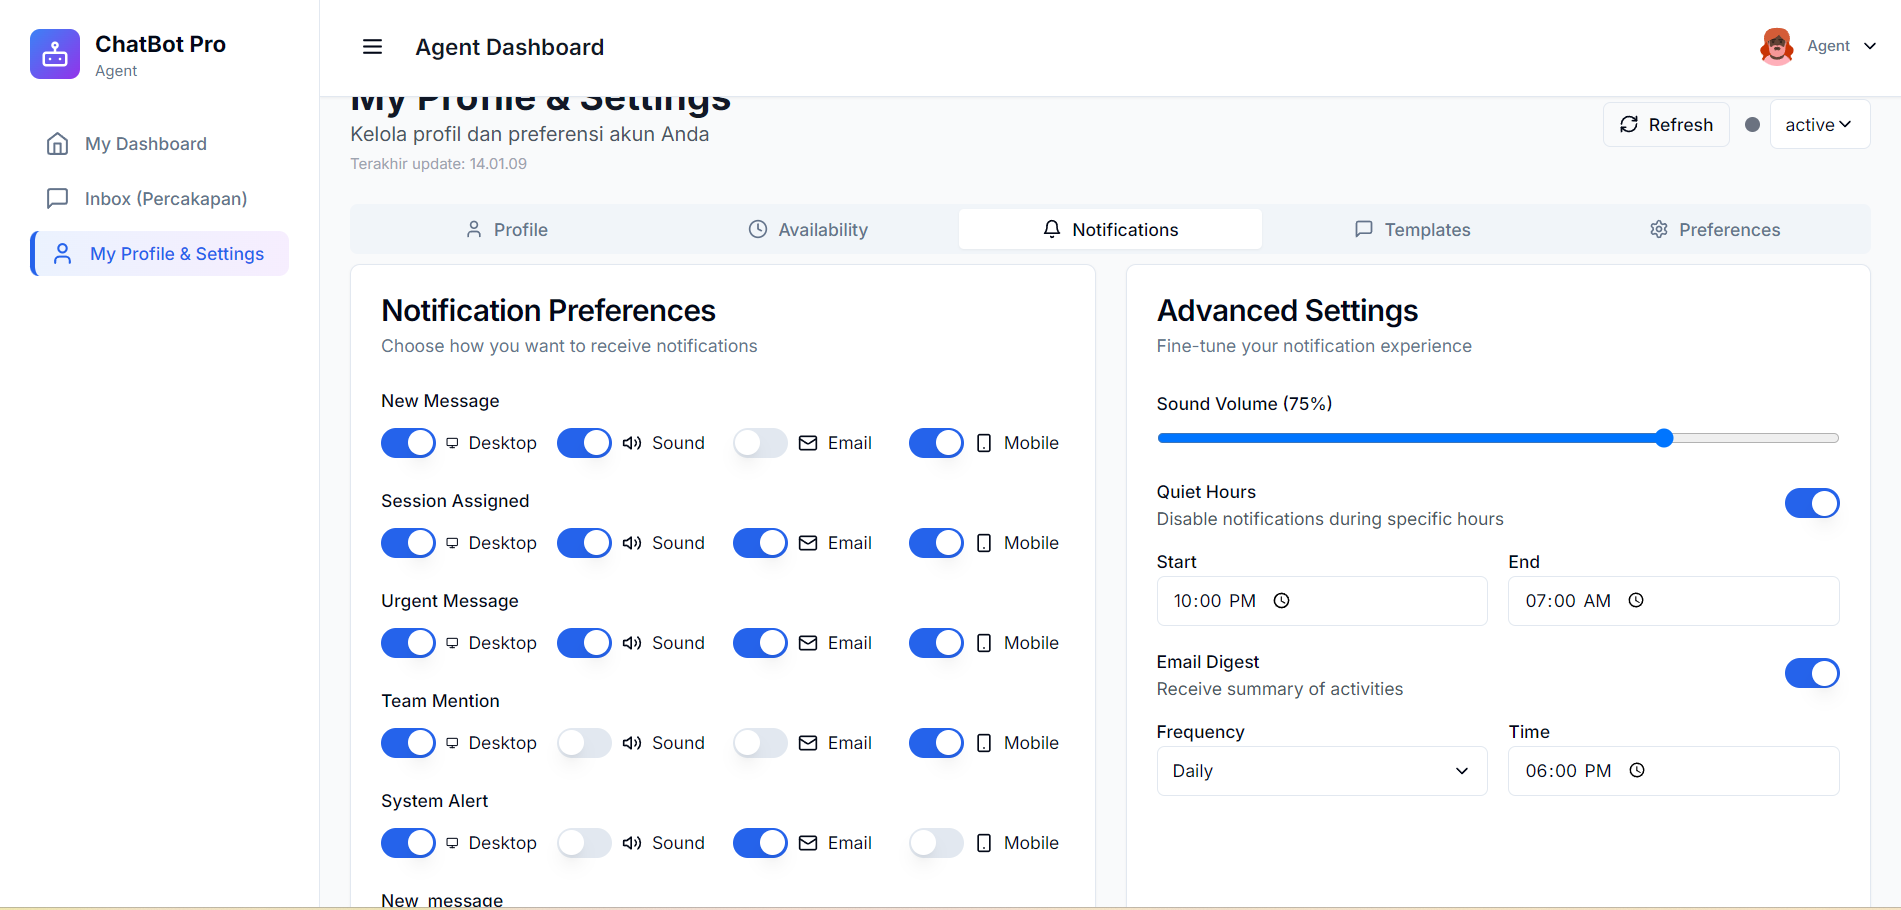 ChatBot Pro
Agent
My Dashboard
Inbox (Percakapan)
My Profile & Settings
Agent Dashboard
Agent
My Profile & Settings
Kelola profil dan preferensi akun Anda
Terakhir update: 14.01.09
Refresh
active
Profile
Availability
Notifications
Templates
Preferences
Notification Preferences
Choose how you want to receive notifications
New Message
Desktop Sound Email Mobile
Session Assigned
Desktop Sound Email Mobile
Urgent Message
Desktop Sound Email Mobile
Team Mention
Desktop Sound Email Mobile
System Alert
Desktop Sound Email Mobile
New_message
Advanced Settings
Fine-tune your notification experience
Sound Volume (75%)
Quiet Hours
Disable notifications during specific hours
Start End
10:00 PM 07:00 AM
Email Digest
Receive summary of activities
Frequency Time
Daily 06:00 PM